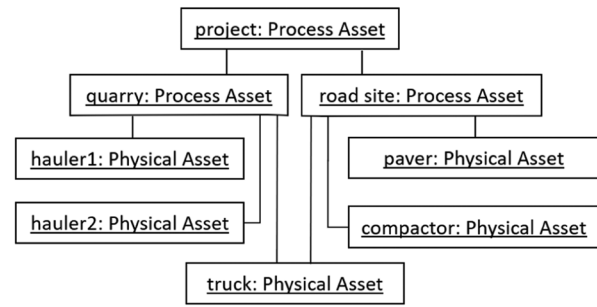 project: Process Asset
quarry: Process Asset
road site: Process Asset
hauler1: Physical Asset
paver: Physical Asset
hauler2: Physical Asset
compactor: Physical Asset
truck: Physical Asset